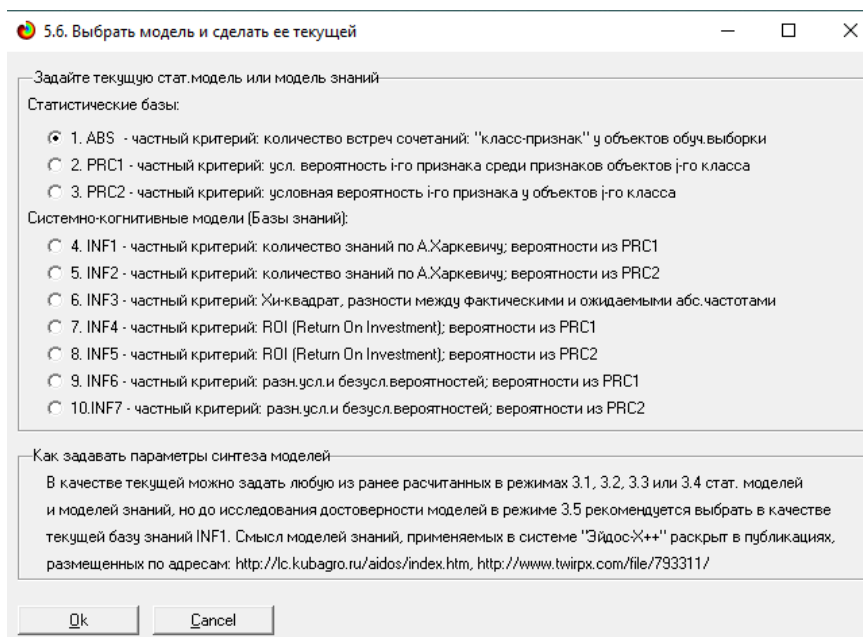 5.6. Выбрать модель и сделать ее текущей
Задайте текущую стат.модель или модель знаний
Статистические базы:
1. ABS - частный критерий: количество встреч сочетаний: "класс-признак" у объектов обуч.выборки
2. PRC1 - частный критерий: усл. вероятность i-го признака среди признаков объектов j-го класса
3. PRC2 - частный критерий: условная вероятность i-го признака у объектов j-го класса
Системно-когнитивные модели (Базы знаний):
4. INF1 - частный критерий: количество знаний по А.Харкевичу; вероятности из PRC1
5. INF2 - частный критерий: количество знаний по А.Харкевичу; вероятности из PRC2
6. INF3 - частный критерий: Хи-квадрат, разности между фактическими и ожидаемыми абс.частотами
7. INF4 - частный критерий: ROI (Return On Investment); вероятности из PRC1
8. INF5 - частный критерий: ROI (Return On Investment); вероятности из PRC2
9. INF6 - частный критерий: разн.усл.и безусл.вероятностей; вероятности из PRC1
10.INF7 - частный критерий: разн.усл.и безусл.вероятностей; вероятности из PRC2
Как задавать параметры синтеза моделей
В качестве текущей можно задать любую из ранее расчитанных в режимах 3.1, 3.2, 3.3 или 3.4 стат. моделей
и моделей знаний, но до исследования достоверности моделей в режиме 3.5 рекомендуется выбрать в качестве
текущей базу знаний INF1. Смысл моделей знаний, применяемых в системе "Эйдос-Х++" раскрыт в публикациях,
размещенных по адресам: http://lc.kubagro.ru/aidos/index.htm, http://www.twirpx.com/file/793311/
Ok Cancel